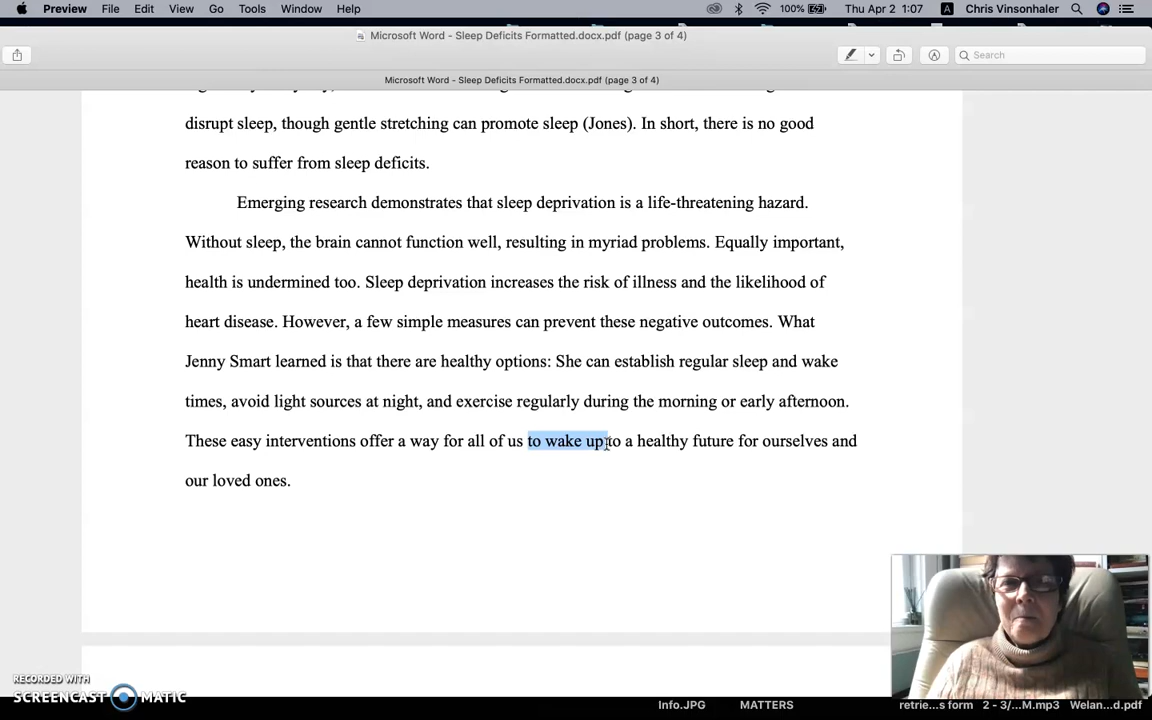 Preview File Edit View Go Tools Window Help 100% Thu Apr 2 1:07 A Chris Vinsonhaler
Microsoft Word - Sleep Deficits Formatted.docx.pdf (page 3 of 4)
Search
Microsoft Word - Sleep Deficits Formatted.docx.pdf (page 3 of 4)
disrupt sleep, though gentle stretching can promote sleep (Jones). In short, there is no good
reason to suffer from sleep deficits.
Emerging research demonstrates that sleep deprivation is a life-threatening hazard.
Without sleep, the brain cannot function well, resulting in myriad problems. Equally important,
health is undermined too. Sleep deprivation increases the risk of illness and the likelihood of
heart disease. However, a few simple measures can prevent these negative outcomes. What
Jenny Smart learned is that there are healthy options: She can establish regular sleep and wake
times, avoid light sources at night, and exercise regularly during the morning or early afternoon.
These easy interventions offer a way for all of us to wake up to a healthy future for ourselves and
our loved ones.
RECORDED WITH
SCREENCAST MATIC
Info.JPG MATTERS retrie...s form 2 - 3/...M.mp3 Welan...d.pdf